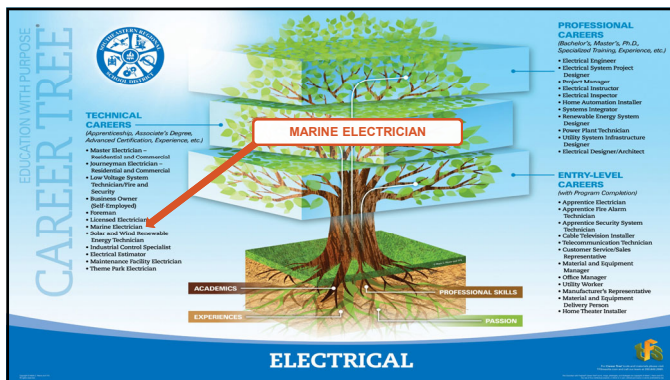 EDUCATION WITH PURPOSE
CAREER TREE
SOUTHEASTERN REGIONAL
SCHOOL DISTRICT
TECHNICAL
CAREERS
(Apprenticeship, Associate's Degree,
Advanced Certification, Experience, etc.)
• Master Electrician –
Residential and Commercial
• Journeyman Electrician –
Residential and Commercial
• Low Voltage System
Technician/Fire and
Security
• Business Owner
(Self-Employed)
• Foreman
• Licensed Electrician
• Marine Electrician
• Solar and Wind Renewable
Energy Technician
• Industrial Control Specialist
• Electrical Estimator
• Maintenance Facility Electrician
• Theme Park Electrician
MARINE ELECTRICIAN
PROFESSIONAL
CAREERS
(Bachelor's, Master's, Ph.D.,
Specialized Training, Experience, etc.)
• Electrical Engineer
• Electrical System Project
Designer
• Project Manager
• Electrical Instructor
• Electrical Inspector
• Home Automation Installer
• Systems Integrator
• Renewable Energy System
Designer
• Power Plant Technician
• Utility System Infrastructure
Designer
• Electrical Designer/Architect
ENTRY-LEVEL
CAREERS
(with Program Completion)
• Apprentice Electrician
• Apprentice Fire Alarm
Technician
• Apprentice Security System
Technician
• Cable Television Installer
• Telecommunication Technician
• Customer Service/Sales
Representative
• Material and Equipment
Manager
• Office Manager
• Utility Worker
• Manufacturer's Representative
• Material and Equipment
Delivery Person
• Home Theater Installer
ACADEMICS
PROFESSIONAL SKILLS
EXPERIENCES
PASSION
ELECTRICAL